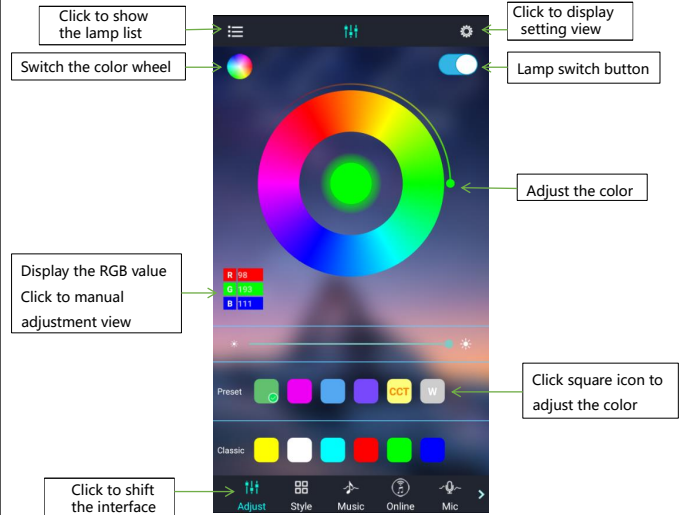 Click to show
the lamp list
Click to display
setting view
Switch the color wheel
Lamp switch button
Adjust the color
Display the RGB value
Click to manual
adjustment view
R 98
G 193
B 111
Preset
CCT
W
Click square icon to
adjust the color
Classic
Click to shift
the interface
Adjust
Style
Music
Online
Mic